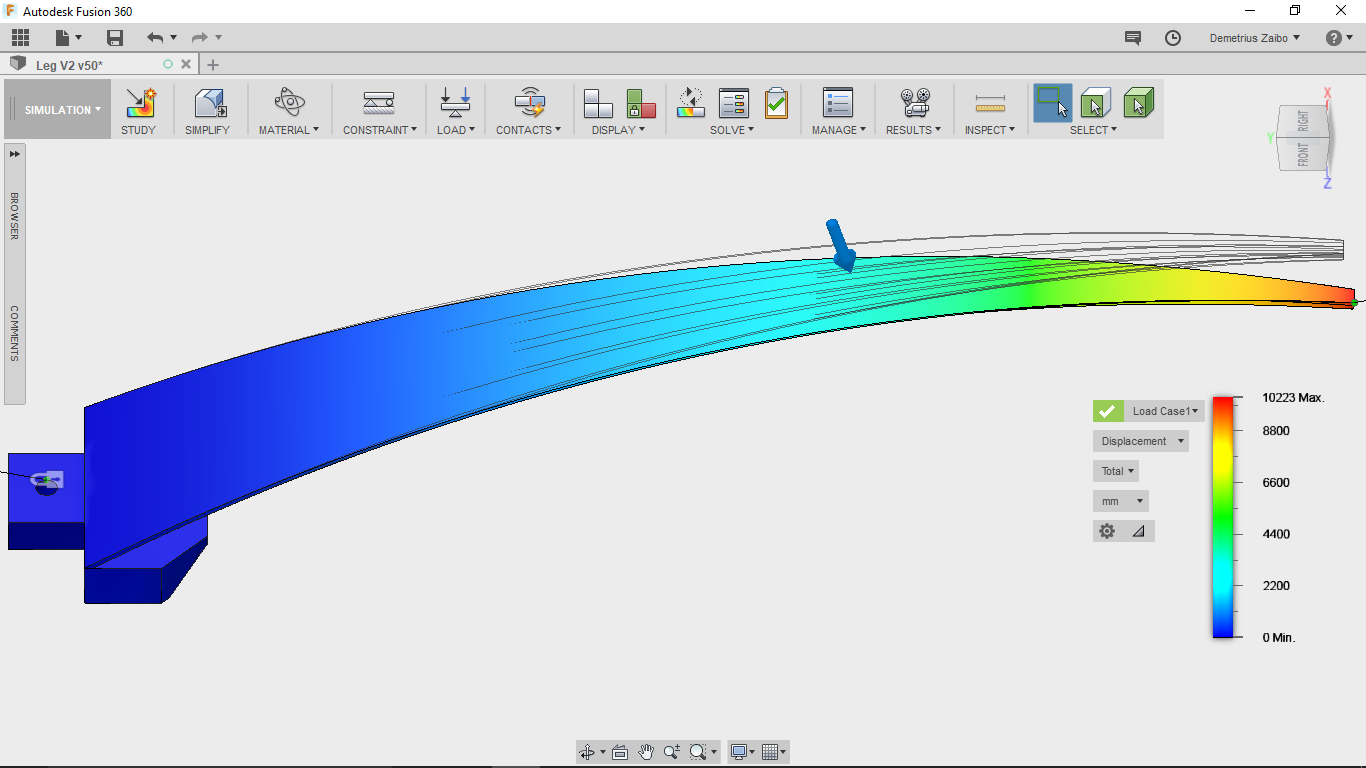 Autodesk Fusion 360
Demetrius Zaibo
Leg V2 v50*
SIMULATION
STUDY
SIMPLIFY
MATERIAL
CONSTRAINT
LOAD
CONTACTS
DISPLAY
SOLVE
MANAGE
RESULTS
INSPECT
SELECT
X
Y
RIGHT
FRONT
Z
BROWSER
COMMENTS
Load Case1
Displacement
Total
mm
10223 Max.
8800
6600
4400
2200
0 Min.